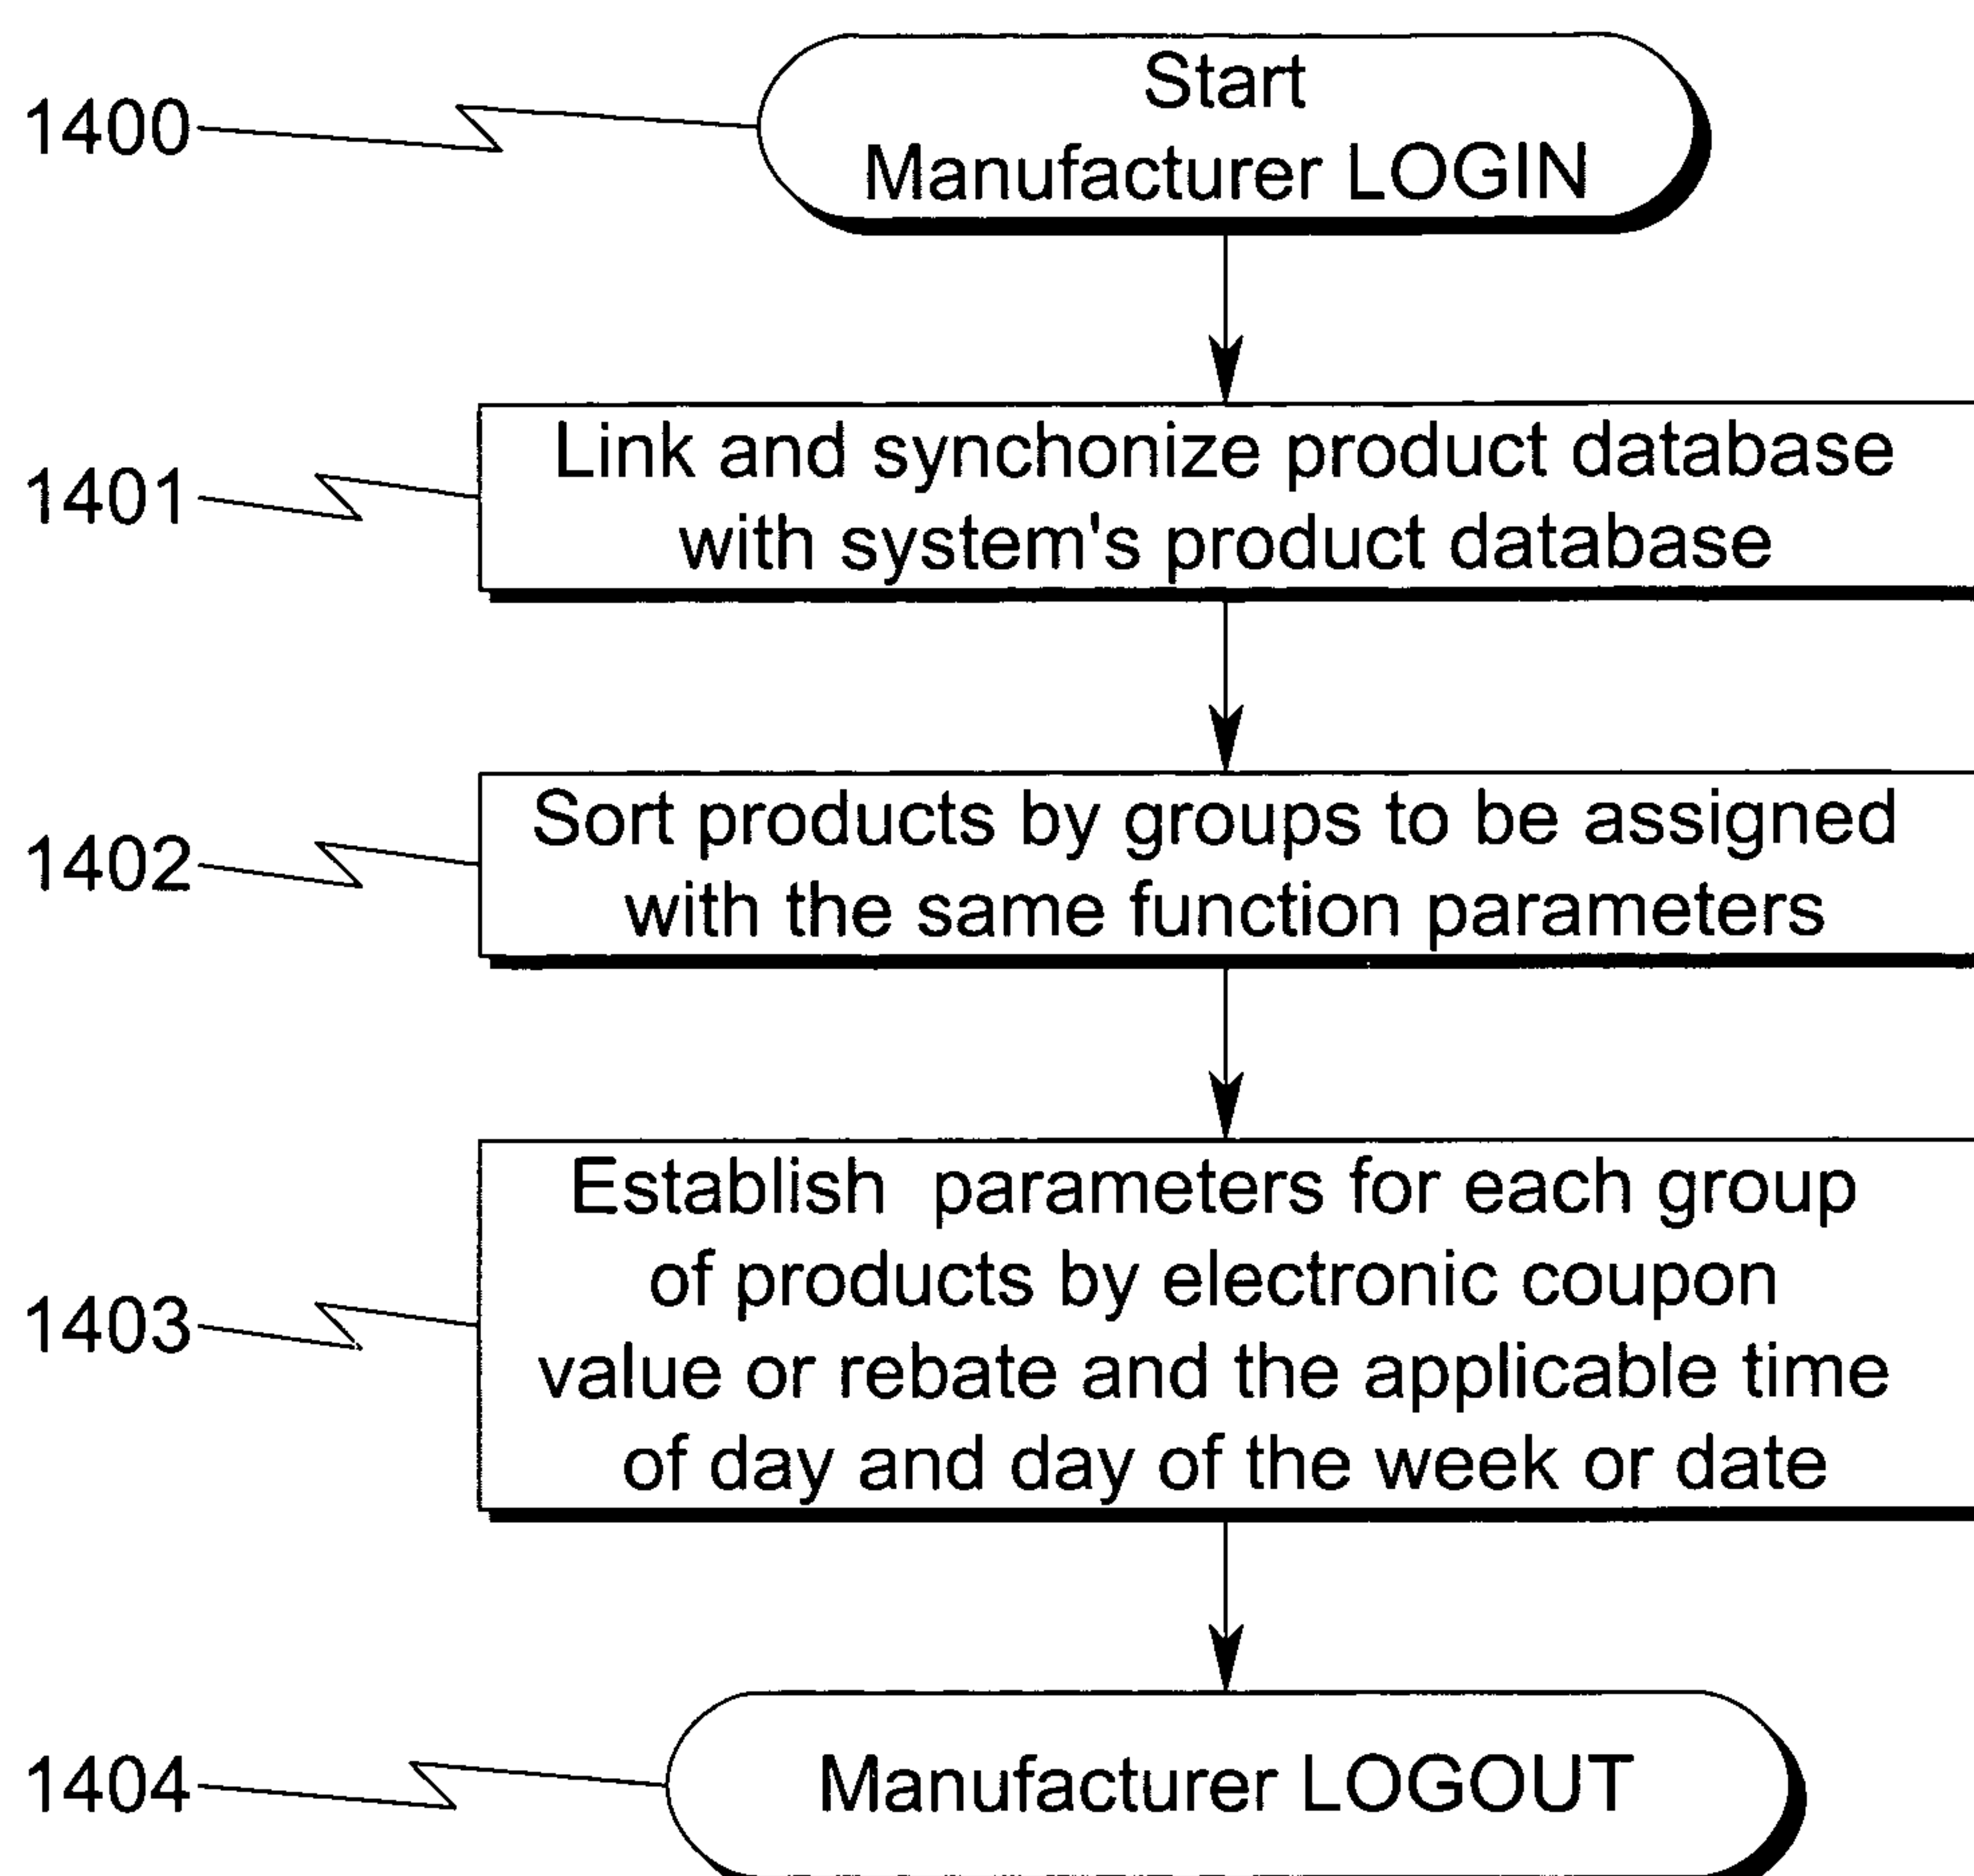 1400
Start
Manufacturer LOGIN
1401
Link and synchonize product database
with system's product database
1402
Sort products by groups to be assigned
with the same function parameters
1403
Establish parameters for each group
of products by electronic coupon
value or rebate and the applicable time
of day and day of the week or date
1404
Manufacturer LOGOUT